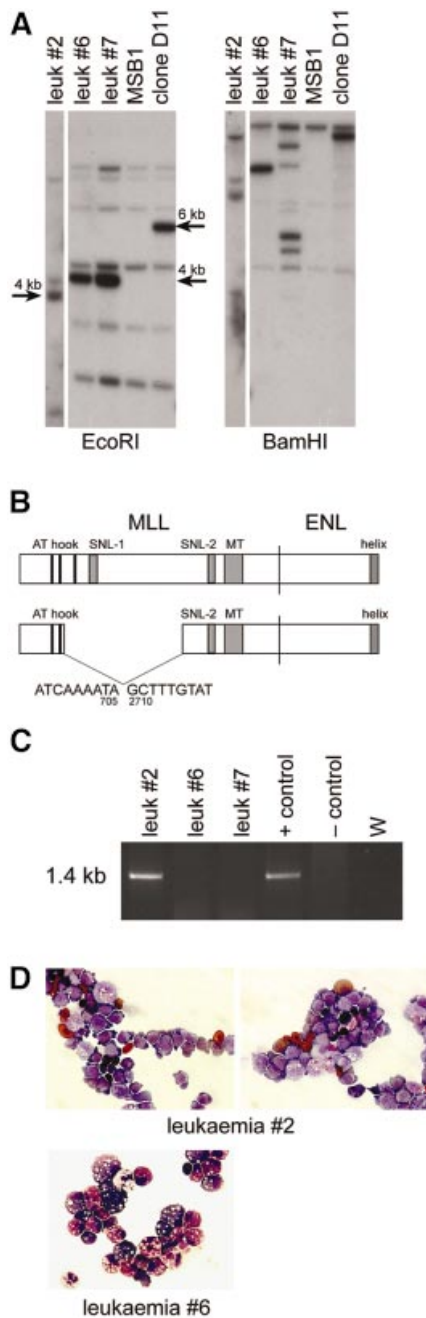 A
leuk #2
leuk #6
leuk #7
MSB1
clone D11
leuk #2
leuk #6
leuk #7
MSB1
clone D11
6 kb
4 kb
4 kb
EcoRI
BamHI
B
MLL
ENL
AT hook
SNL-1
SNL-2
MT
helix
AT hook
SNL-2
MT
helix
ATCAAAATA GCTTTGTAT
705 2710
C
leuk #2
leuk #6
leuk #7
+ control
– control
W
1.4 kb
D
leukaemia #2
leukaemia #6